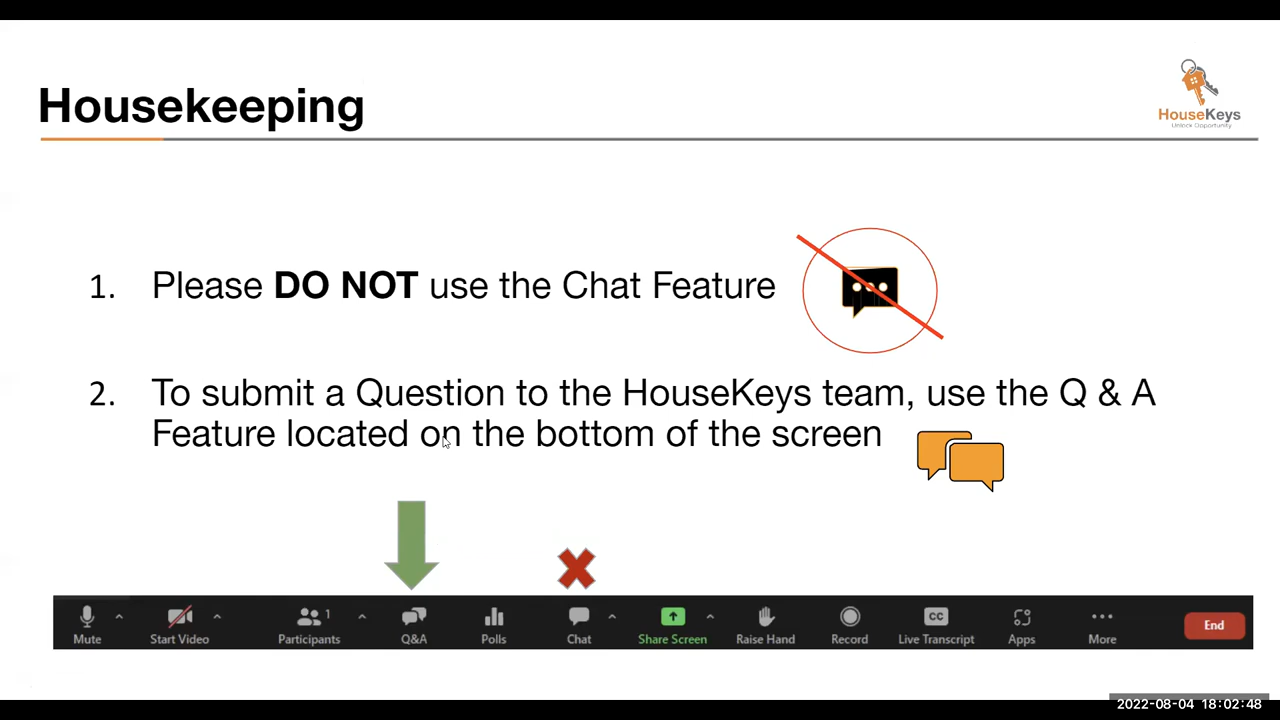 Housekeeping
HouseKeys
Unlock Opportunity
1. Please DO NOT use the Chat Feature
2. To submit a Question to the HouseKeys team, use the Q & A
Feature located on the bottom of the screen
Mute Start Video Participants 1 Q&A Polls Chat Share Screen Raise Hand Record CC Live Transcript Apps More End
2022-08-04 18:02:48